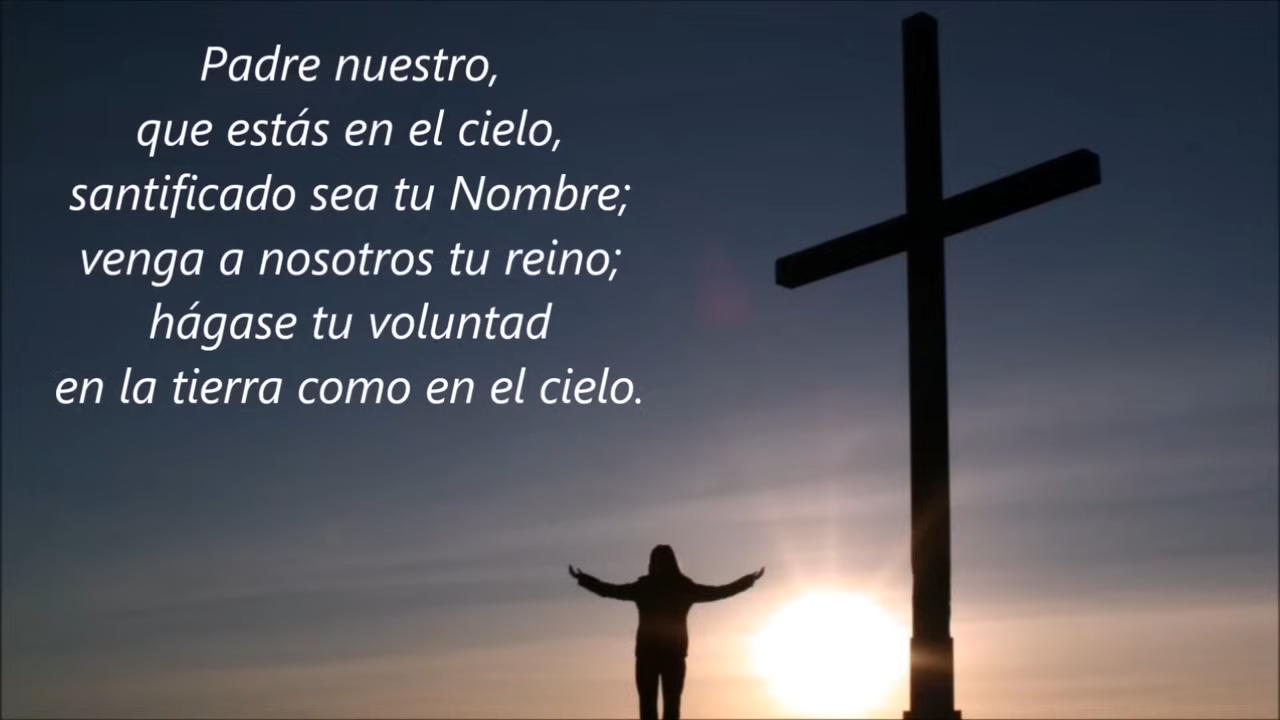 Padre nuestro,
que estás en el cielo,
santificado sea tu Nombre;
venga a nosotros tu reino;
hágase tu voluntad
en la tierra como en el cielo.